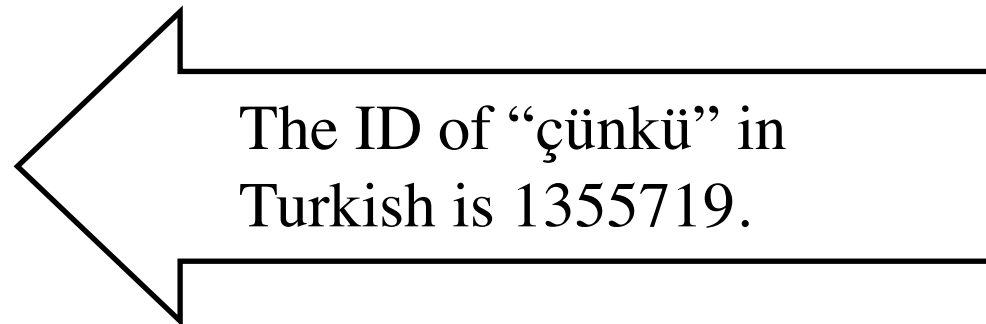 The ID of “çünkü” in
Turkish is 1355719.